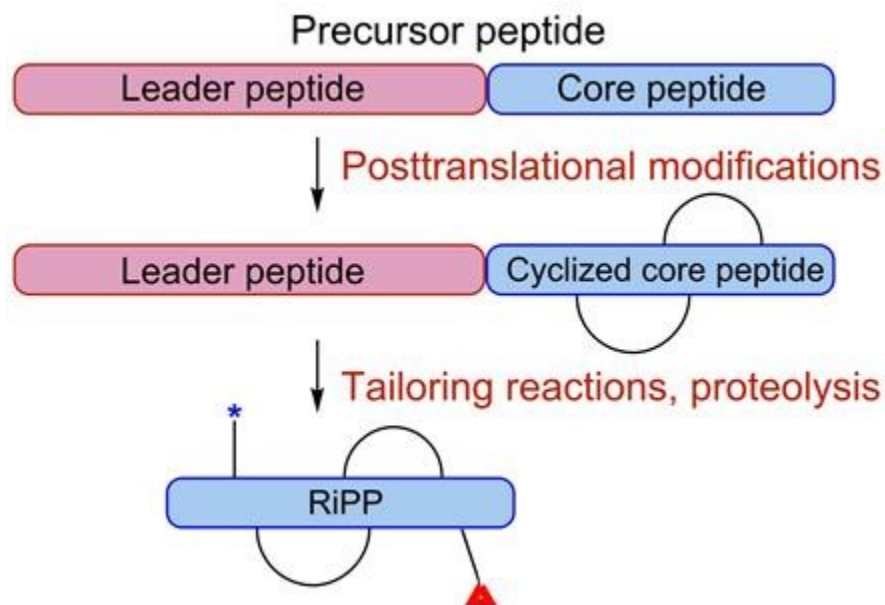 Precursor peptide
Leader peptide Core peptide
Posttranslational modifications
Leader peptide Cyclized core peptide
Tailoring reactions, proteolysis
*
RiPP